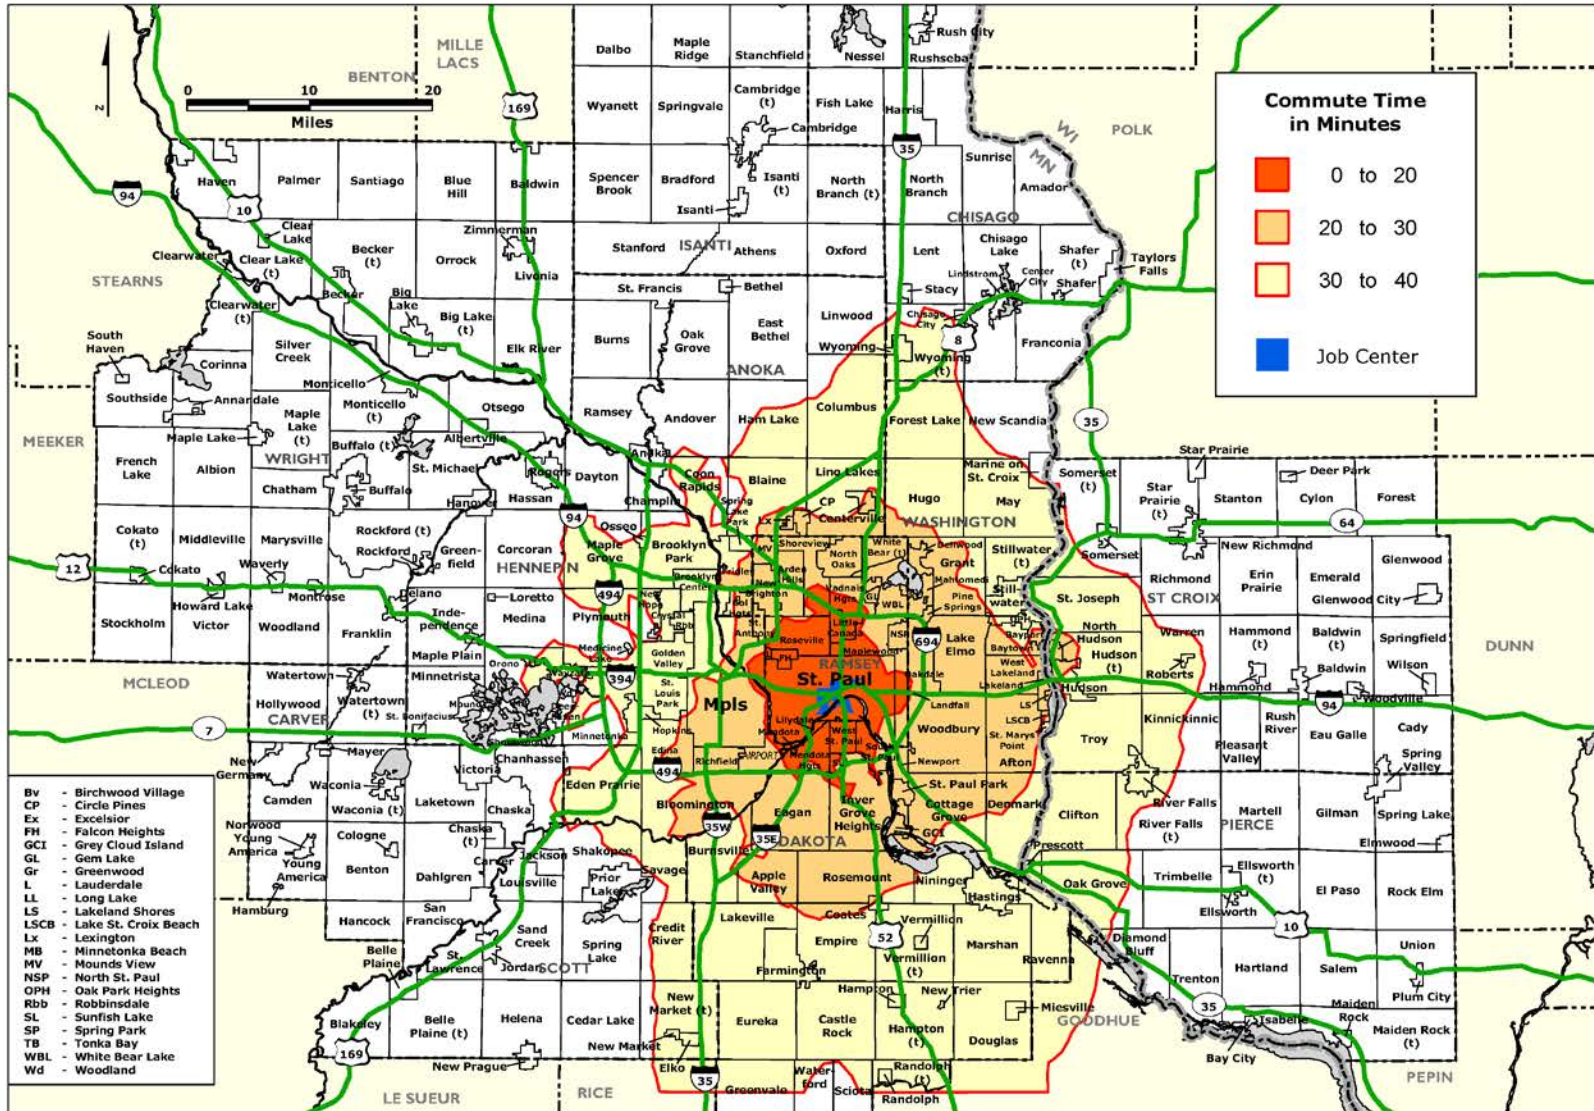 MILLE
LACS
BENTON
Dalbo
Maple
Ridge
Stanchfield
Nessel
Rush City
Rushseba
0 10 20
Miles
169
Wyanett
Springvale
Cambridge
(t)
Fish Lake
Harris
Cambridge
35
WI
MN
POLK
Commute Time
in Minutes
0 to 20
20 to 30
30 to 40
Job Center
94
Haven
Palmer
Santiago
Blue
Hill
Baldwin
Spencer
Brook
Bradford
Isanti
(t)
North
Branch (t)
North
Branch
Sunrise
Amador
Isanti
10
CHISAGO
Clear
Lake
Zimmerman
Stanford
ISANTI
Athens
Oxford
Lent
Chisago
Lake
Shafer
(t)
Taylors
Falls
Clearwater
Clear Lake
(t)
Becker
(t)
Orrock
Livonia
Lindstrom
Center
City
Shafer
STEARNS
Clearwater
(t)
Becker
Big
Lake
St. Francis
Bethel
Stacy
Big Lake
(t)
Linwood
Chisago
City
South
Haven
Silver
Creek
Elk River
Burns
Oak
Grove
East
Bethel
Wyoming
Wyoming
(t)
8
Franconia
Corinna
Monticello
ANOKA
Southside
Annandale
Monticello
(t)
Otsego
Ramsey
Andover
Ham Lake
Columbus
Forest Lake
New Scandia
35
Maple
Lake
(t)
MEEKER
Maple Lake
Buffalo (t)
Albertville
WRIGHT
French
Lake
Albion
St. Michael
Rogers
Dayton
Anoka
Coon
Rapids
Blaine
Lino Lakes
Marine on
St. Croix
Somerset
(t)
Star Prairie
Deer Park
Chatham
Buffalo
Hanover
Hassan
Champlin
Spring
Lake
Park
Hugo
May
Star
Prairie
(t)
Stanton
Cylon
Forest
94
CP
Lx
Centerville
WASHINGTON
64
Cokato
(t)
Middleville
Marysville
Rockford (t)
Rockford
Green-
field
Corcoran
HENNEPIN
Osseo
Maple
Grove
Brooklyn
Park
MV
Shoreview
North
Oaks
White
Bear (t)
Dellwood
Grant
Stillwater
(t)
Somerset
New Richmond
Glenwood
12
Cokato
Waverly
Fridley
Arden
Hills
Mahtomedi
Richmond
Erin
Prairie
Emerald
Howard Lake
Montrose
Delano
Loretto
494
Brooklyn
Center
New
Brighton
Vadnais
Hgts
GL
WBL
Pine
Springs
Still-
water
St. Joseph
ST CROIX
Glenwood City
Stockholm
Victor
Woodland
Franklin
Inde-
pendence
Medina
Plymouth
New
Hope
Crystal
Rbb
Col
Hgts
St.
Anthony
Roseville
Little
Canada
NSP
694
Lake
Elmo
OPH
Bayport
Baytown
North
Hudson
Warren
Hammond
(t)
Baldwin
(t)
Springfield
DUNN
Maple Plain
Orono
Medicine
Lake
Golden
Valley
FH
Maplewood
RAMSEY
West
Lakeland
Hudson
(t)
Roberts
MCLEOD
Watertown
Minnetrista
Wayzata
394
St. Paul
Oakdale
Lakeland
Hudson
Hammond
Baldwin
Wilson
Woodville
Hollywood
CARVER
Watertown
(t)
St. Bonifacius
Mound
St.
Louis
Park
Mpls
Landfall
LS
LSCB
Kinnickinnic
Rush
River
94
Cady
7
Minnetonka
Hopkins
Lilydale
Mendota
West
St. Paul
Woodbury
St. Marys
Point
Troy
Pleasant
Valley
Eau Galle
Mayer
Edina
Richfield
AIRPORT
Mendota
Hgts
South
St. Paul
Newport
Afton
Spring
Valley
New
Germany
Waconia
Victoria
Chanhassen
494
SL
Bv - Birchwood Village
CP - Circle Pines
Ex - Excelsior
FH - Falcon Heights
GCI - Grey Cloud Island
GL - Gem Lake
Gr - Greenwood
L - Lauderdale
LL - Long Lake
LS - Lakeland Shores
LSCB - Lake St. Croix Beach
Lx - Lexington
MB - Minnetonka Beach
MV - Mounds View
NSP - North St. Paul
OPH - Oak Park Heights
Rbb - Robbinsdale
SL - Sunfish Lake
SP - Spring Park
TB - Tonka Bay
WBL - White Bear Lake
Wd - Woodland
Camden
Waconia (t)
Laketown
Chaska
Eden Prairie
Bloomington
Eagan
Inver
Grove
Heights
St. Paul Park
Cottage
Grove
Denmark
Clifton
River Falls
River Falls
(t)
Martell
PIERCE
Gilman
Spring Lake
Norwood
Young
America
Young
America
Cologne
Chaska
(t)
35W
35E
DAKOTA
GCI
Elmwood
Benton
Dahlgren
Carver
Jackson
Louisville
Shakopee
Prior
Lake
Savage
Burnsville
Apple
Valley
Rosemount
Nininger
Prescott
Oak Grove
Trimbelle
Ellsworth
(t)
El Paso
Rock Elm
Hamburg
Hastings
Ellsworth
Hancock
San
Francisco
Sand
Creek
Credit
River
Lakeville
Coates
Vermillion
10
Belle
Plaine
St.
Lawrence
Jordan
SCOTT
Spring
Lake
Empire
52
Vermillion
(t)
Marshan
Ravenna
Diamond
Bluff
Hartland
Salem
Union
Farmington
Trenton
Plum City
Blakeley
Belle
Plaine (t)
Helena
Cedar Lake
New
Market (t)
Eureka
Castle
Rock
Hampton
New Trier
Miesville
GOODHUE
35
Isabelle
Maiden
Rock
Hampton
(t)
Douglas
Maiden Rock
(t)
169
New Market
Bay City
New Prague
Elko
PEPIN
35
Greenvale
Water-
ford
Sciota
Randolph
(t)
Randolph
LE SUEUR
RICE